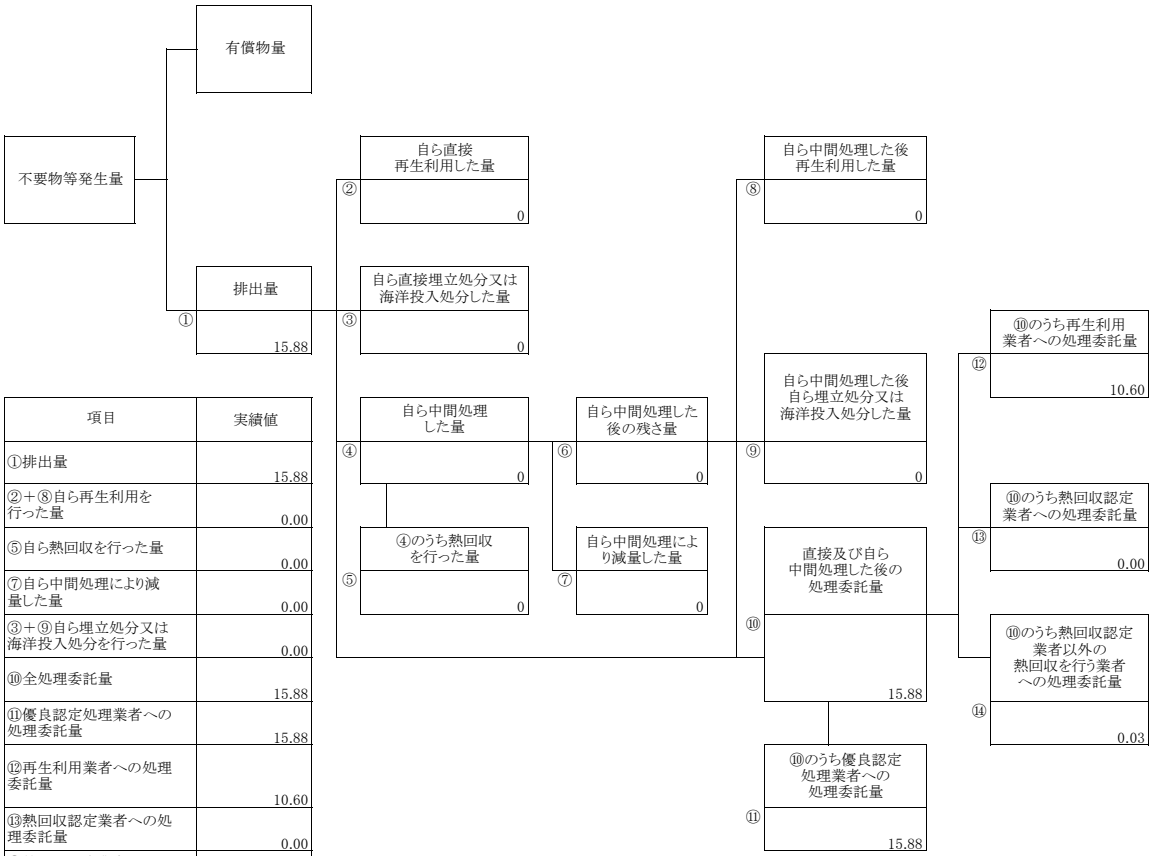 有償物量
不要物等発生量
自ら直接
再生利用した量
②
0
自ら中間処理した後
再生利用した量
⑧
0
排出量
①
15.88
自ら直接埋立処分又は
海洋投入処分した量
③
0
⑩のうち再生利用
業者への処理委託量
⑫
10.60
自ら中間処理
した量
④
0
自ら中間処理した
後の残さ量
⑥
0
自ら中間処理した後
自ら埋立処分又は
海洋投入処分した量
⑨
0
⑩のうち熱回収認定
業者への処理委託量
⑬
0.00
④のうち熱回収
を行った量
⑤
0
自ら中間処理によ
り減量した量
⑦
0
直接及び自ら
中間処理した後の
処理委託量
⑩
15.88
⑩のうち熱回収認定
業者以外の
熱回収を行う業者
への処理委託量
⑭
0.03
⑩のうち優良認定
処理業者への
処理委託量
⑪
15.88
項目
実績値
①排出量
15.88
②+⑧自ら再生利用を
行った量
0.00
⑤自ら熱回収を行った量
0.00
⑦自ら中間処理により減
量した量
0.00
③+⑨自ら埋立処分又は
海洋投入処分を行った量
0.00
⑩全処理委託量
15.88
⑪優良認定処理業者への
処理委託量
15.88
⑫再生利用業者への処理
委託量
10.60
⑬熱回収認定業者への処
理委託量
0.00